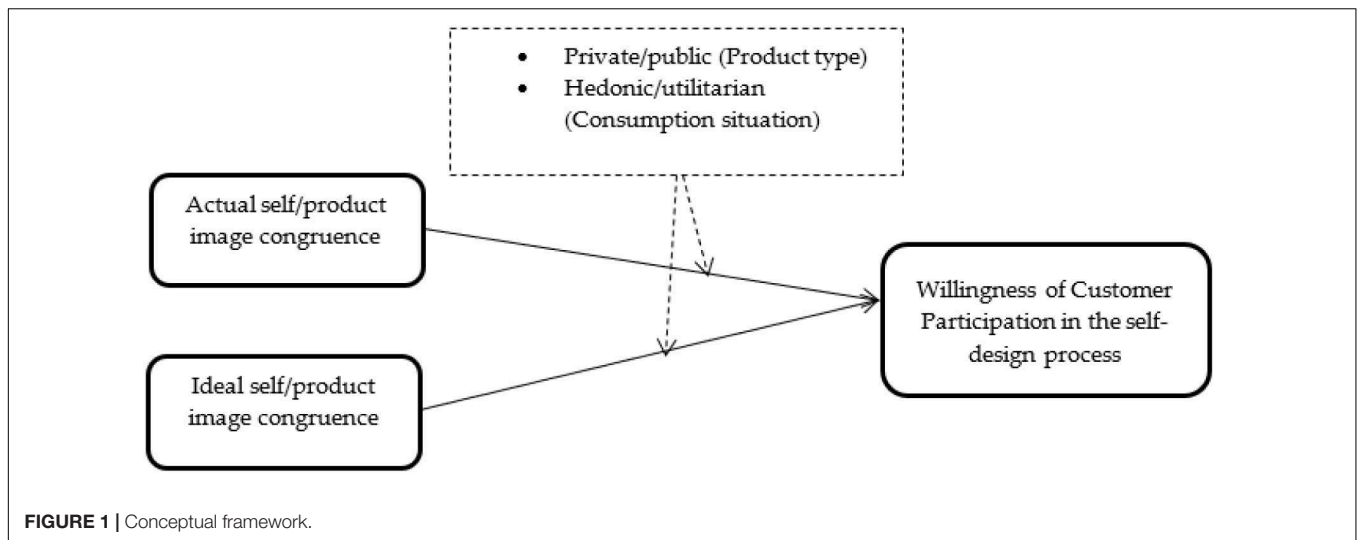 • Private/public (Product type)
• Hedonic/utilitarian
(Consumption situation)
Actual self/product
image congruence
Willingness of Customer
Participation in the self-
design process
Ideal self/product
image congruence
FIGURE 1 | Conceptual framework.